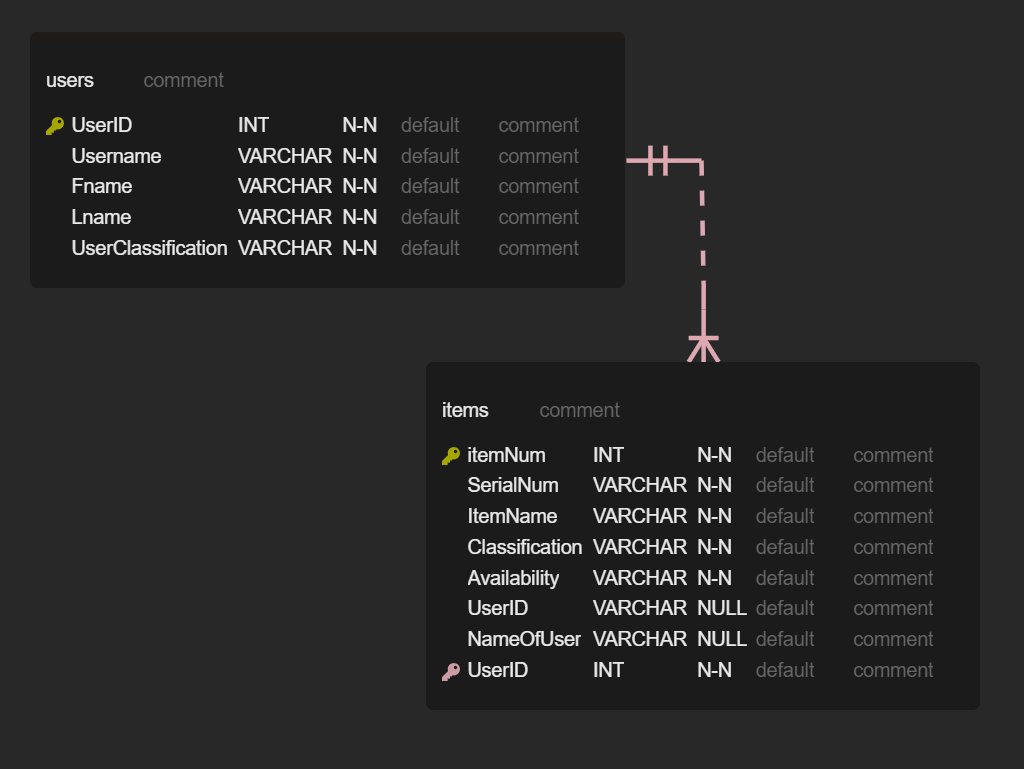 users comment
UserID INT N-N default comment
Username VARCHAR N-N default comment
Fname VARCHAR N-N default comment
Lname VARCHAR N-N default comment
UserClassification VARCHAR N-N default comment
items comment
itemNum INT N-N default comment
SerialNum VARCHAR N-N default comment
ItemName VARCHAR N-N default comment
Classification VARCHAR N-N default comment
Availability VARCHAR N-N default comment
UserID VARCHAR NULL default comment
NameOfUser VARCHAR NULL default comment
UserID INT N-N default comment